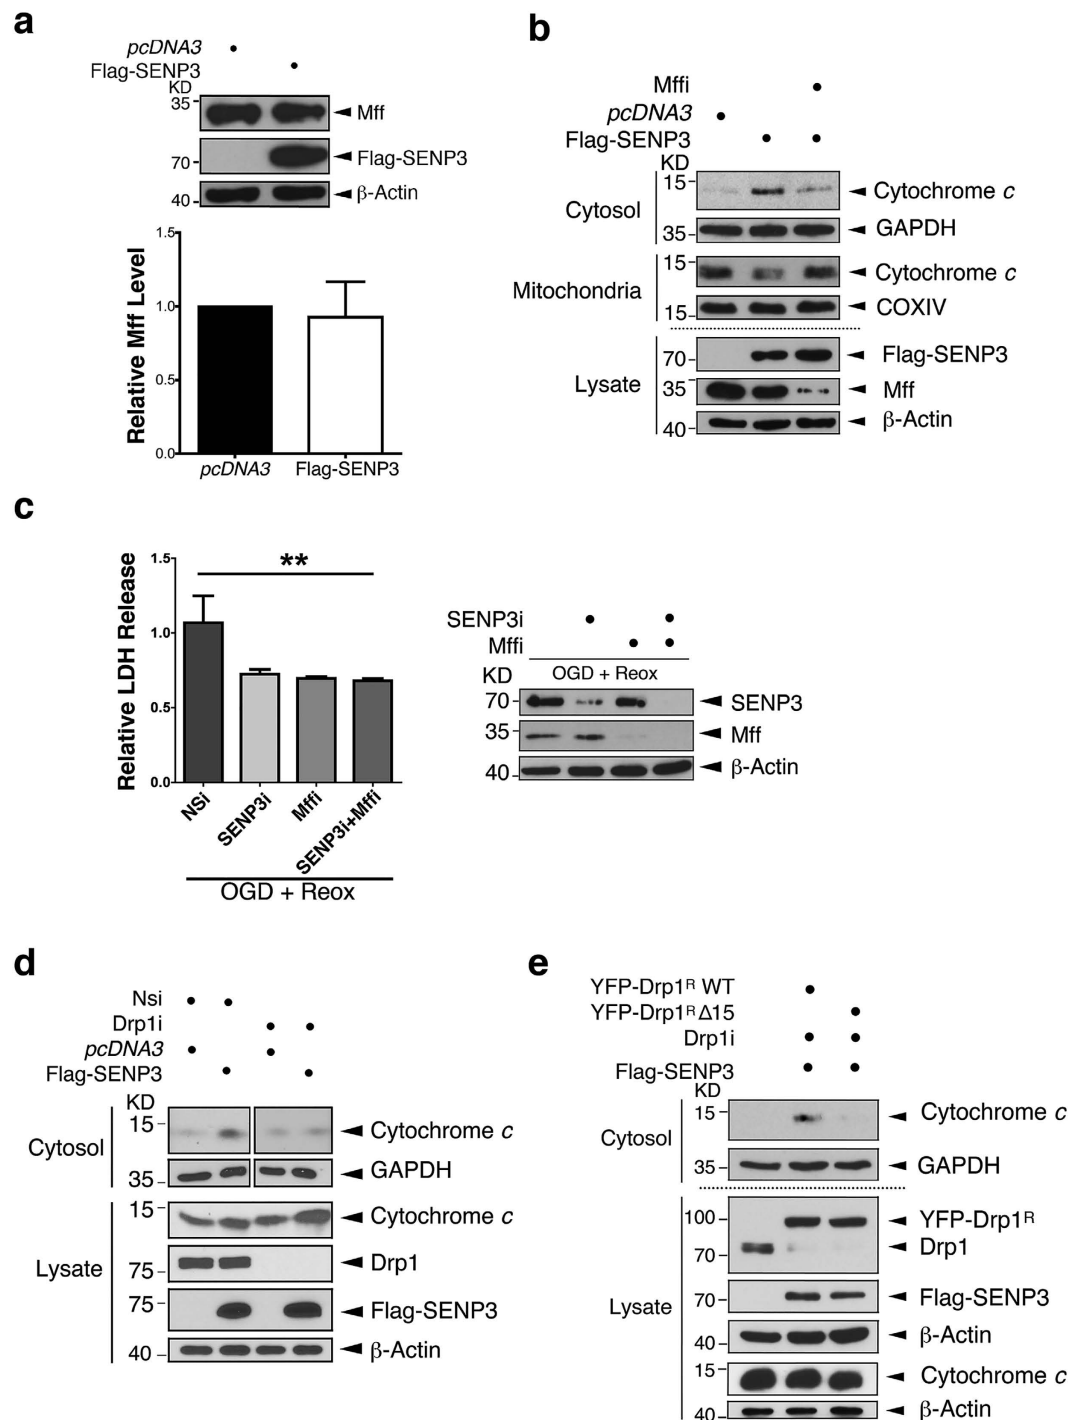 a
pcDNA3
Flag-SENP3
KD
35
Mff
70
Flag-SENP3
40
β-Actin
Relative Mff Level
1.5
1.0
0.5
0.0
pcDNA3
Flag-SENP3
b
Mffi
pcDNA3
Flag-SENP3
KD
Cytosol
15
Cytochrome c
35
GAPDH
Mitochondria
15
Cytochrome c
15
COXIV
Lysate
70
Flag-SENP3
35
Mff
40
β-Actin
c
Relative LDH Release
1.5
1.0
0.5
0.0
**
NSi
SENP3i
Mffi
SENP3i+Mffi
OGD + Reox
SENP3i
Mffi
KD
OGD + Reox
70
SENP3
35
Mff
40
β-Actin
d
Nsi
Drp1i
pcDNA3
Flag-SENP3
KD
Cytosol
15
Cytochrome c
35
GAPDH
Lysate
15
Cytochrome c
75
Drp1
75
Flag-SENP3
40
β-Actin
e
YFP-Drp1ᴿ WT
YFP-Drp1ᴿ Δ15
Drp1i
Flag-SENP3
KD
Cytosol
15
Cytochrome c
35
GAPDH
Lysate
100
YFP-Drp1ᴿ
70
Drp1
70
Flag-SENP3
40
β-Actin
15
Cytochrome c
40
β-Actin